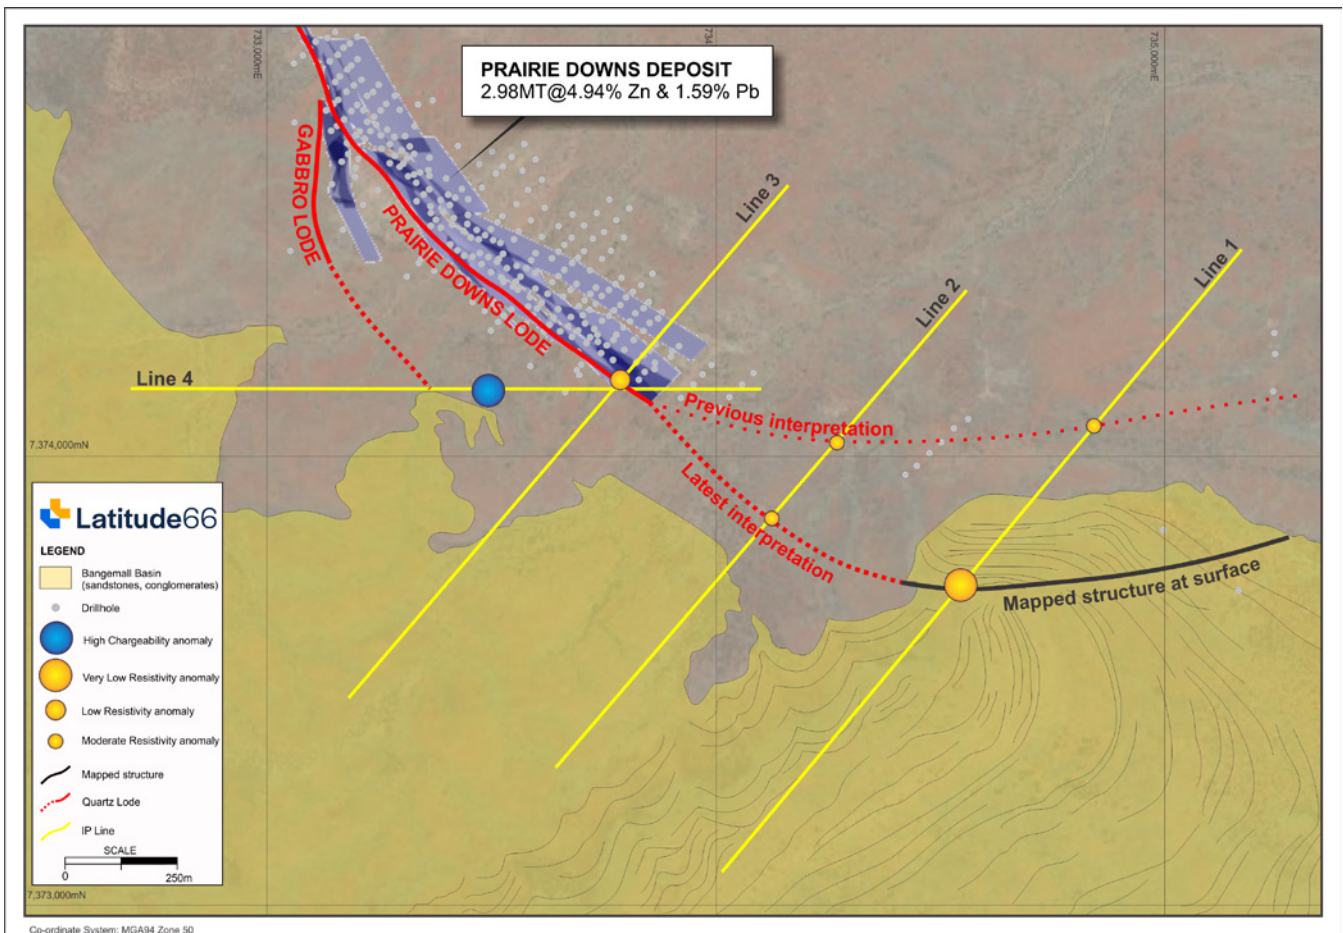 733,000mE
734
735,000mE
PRAIRIE DOWNS DEPOSIT
2.98MT@4.94% Zn & 1.59% Pb
GABBRO LODE
PRAIRIE DOWNS LODE
Line 3
Line 2
Line 1
Line 4
Previous interpretation
7,374,000mN
Latest interpretation
Mapped structure at surface
Latitude66
LEGEND
Bangemall Basin
(sandstones, conglomerates)
Drillhole
High Chargeability anomaly
Very Low Resistivity anomaly
Low Resistivity anomaly
Moderate Resistivity anomaly
Mapped structure
Quartz Lode
IP Line
SCALE
0 250m
7,373,000mN
Co-ordinate System: MGA94 Zone 50